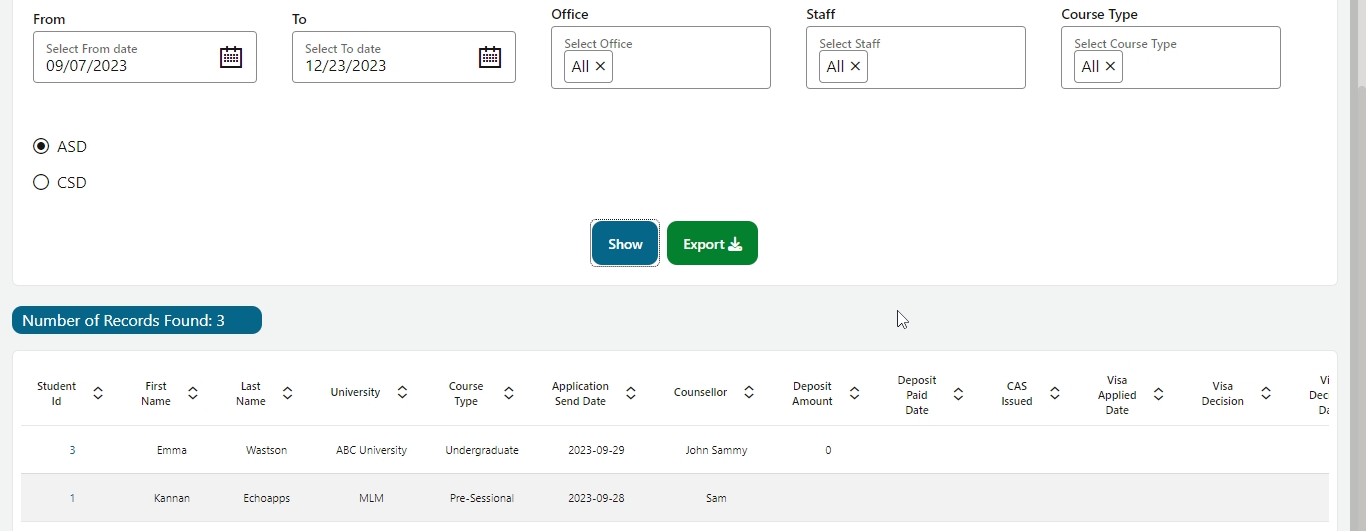 From
To
Office
Staff
Course Type
Select From date
09/07/2023
Select To date
12/23/2023
Select Office
All ×
Select Staff
All ×
Select Course Type
All ×
ASD
CSD
Show
Export
Number of Records Found: 3
Student Id
First Name
Last Name
University
Course Type
Application Send Date
Counsellor
Deposit Amount
Deposit Paid Date
CAS Issued
Visa Applied Date
Visa Decision
3 Emma Wastson ABC University Undergraduate 2023-09-29 John Sammy 0
1 Kannan Echoapps MLM Pre-Sessional 2023-09-28 Sam